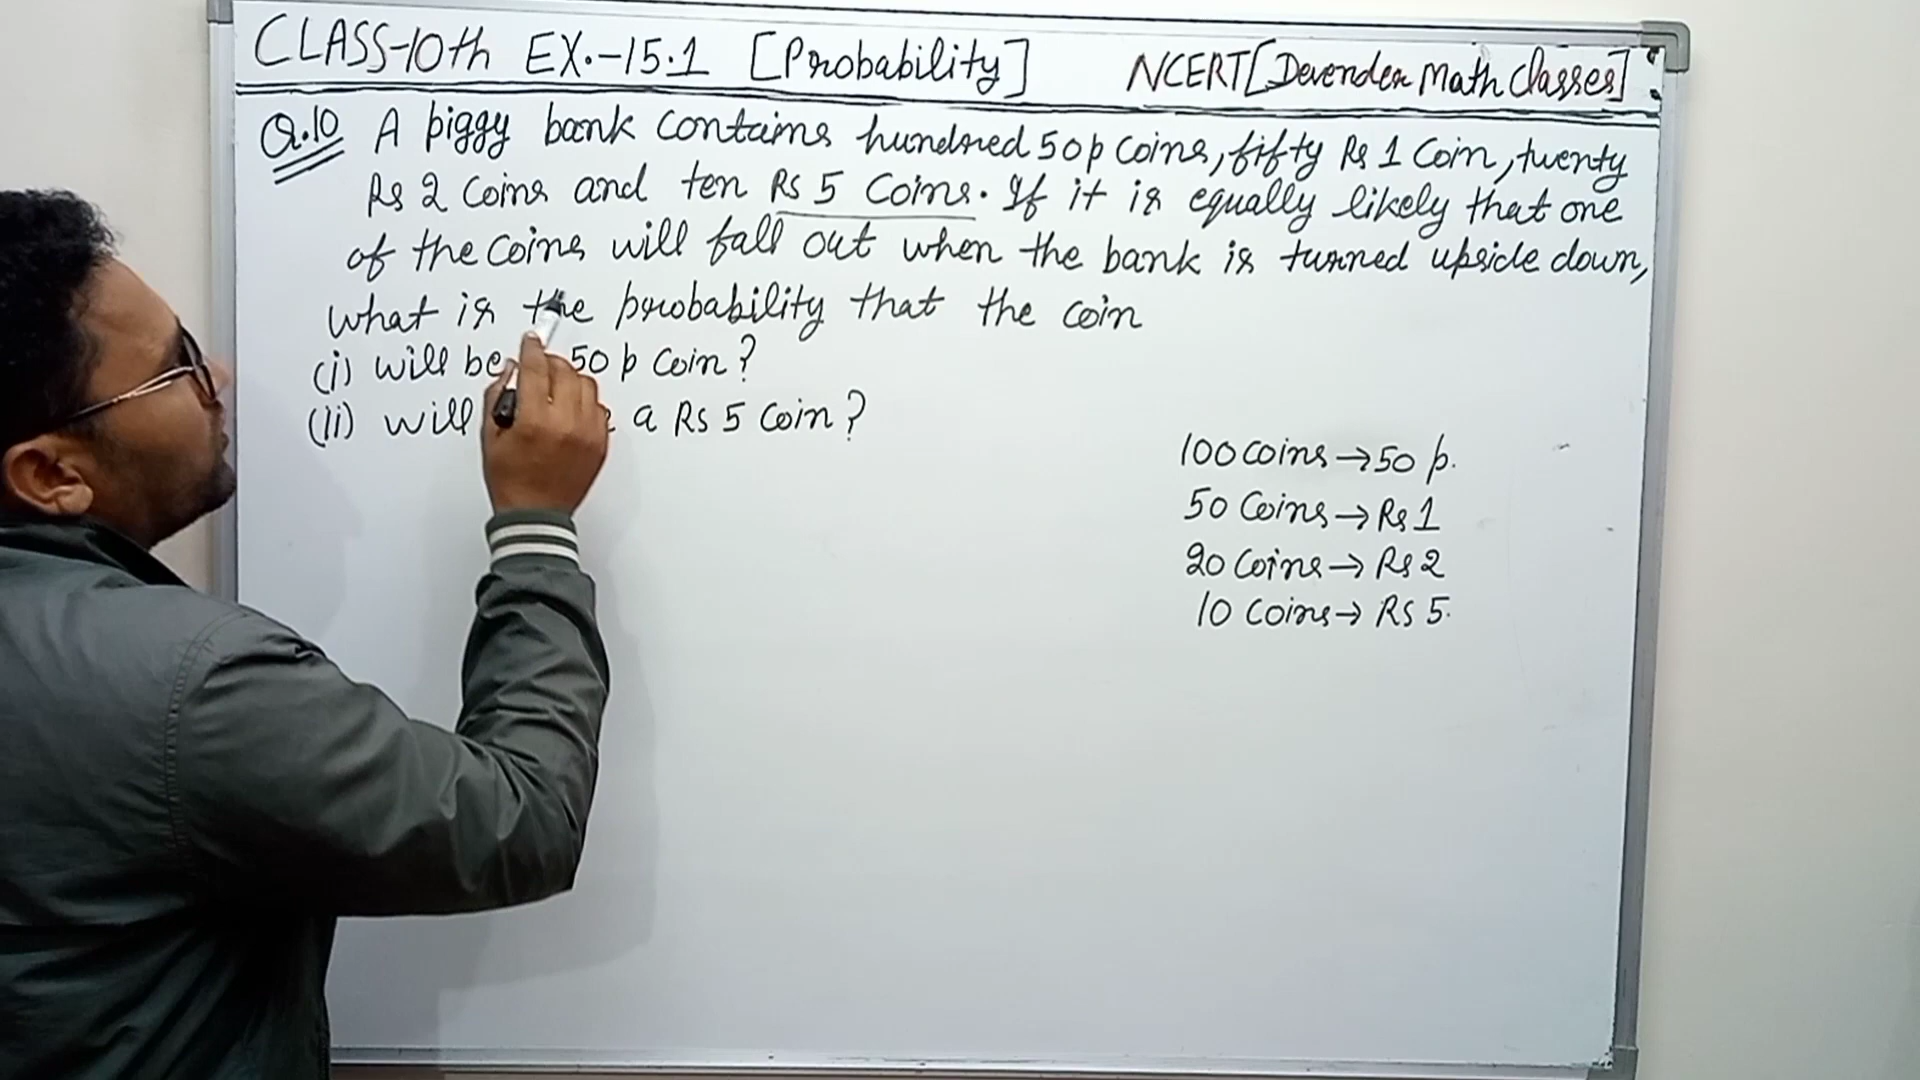 CLASS-10th EX.-15.1 [Probability] NCERT[Devender Math Classes]
Q.10 A piggy bank contains hundred 50p coins, fifty Rs 1 Coin, twenty
Rs 2 Coins and ten Rs 5 Coins. If it is equally likely that one
of the coins will fall out when the bank is turned upside down,
what is the probability that the coin
(i) will be 50 p Coin?
(ii) will a Rs 5 Coin?
100 coins → 50 p.
50 Coins → Rs 1
20 Coins → Rs 2
10 Coins → Rs 5.